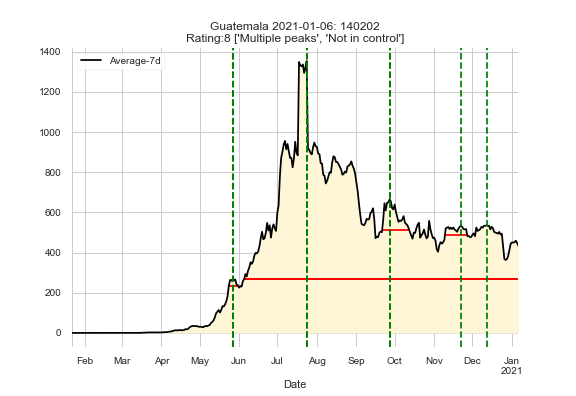 Guatemala 2021-01-06: 140202
Rating:8 ['Multiple peaks', 'Not in control']
1400
Average-7d
1200
1000
800
600
400
200
0
Feb Mar Apr May Jun Jul Aug Sep Oct Nov Dec Jan
2021
Date